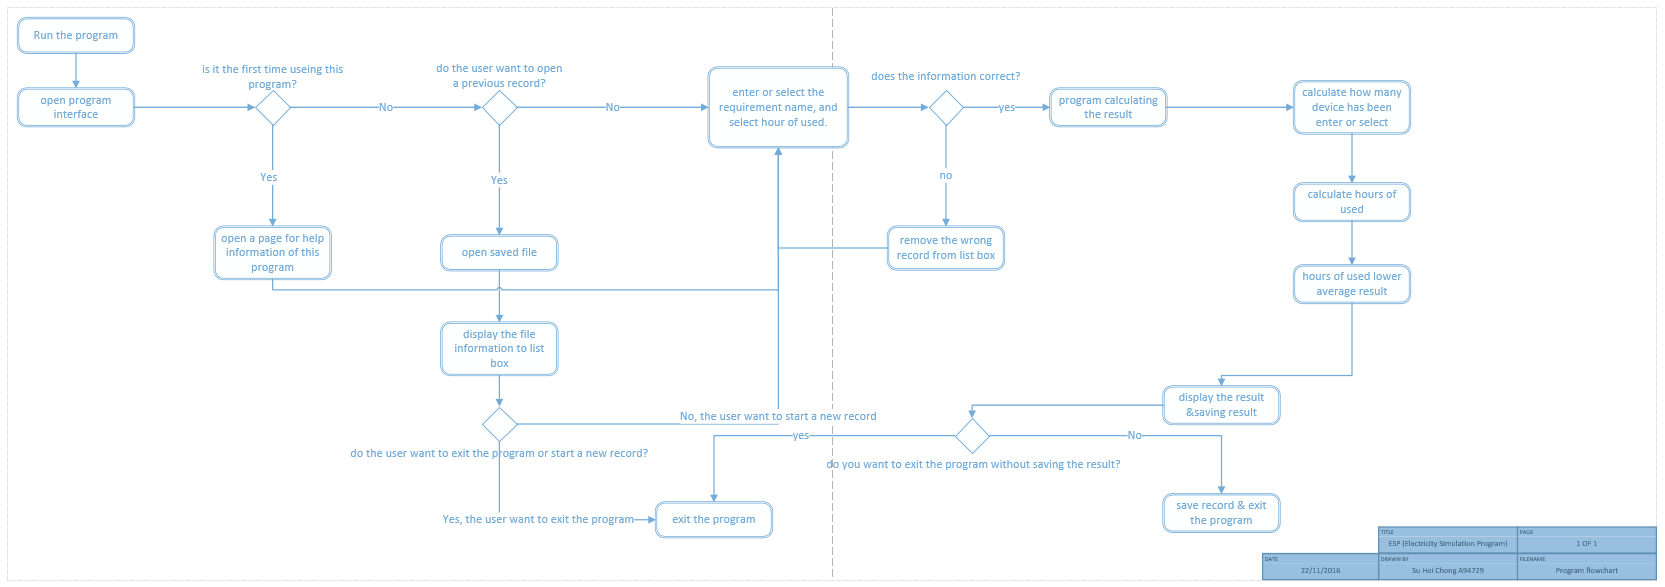 Run the program
open program
interface
is it the first time useing this
program?
No
Yes
open a page for help
information of this
program
do the user want to open
a previous record?
No
Yes
open saved file
display the file
information to list
box
do the user want to exit the program or start a new record?
No, the user want to start a new record
Yes, the user want to exit the program
exit the program
enter or select the
requirement name, and
select hour of used.
does the information correct?
yes
no
remove the wrong
record from list box
program calculating
the result
calculate how many
device has been
enter or select
calculate hours of
used
hours of used lower
average result
display the result
&saving result
yes
No
do you want to exit the program without saving the result?
save record & exit
the program
TITLE
ESP (Electricity Simulation Program)
PAGE
1 OF 1
DATE
22/11/2016
DRAWN BY
Su Hoi Chong A94729
FILENAME
Program flowchart